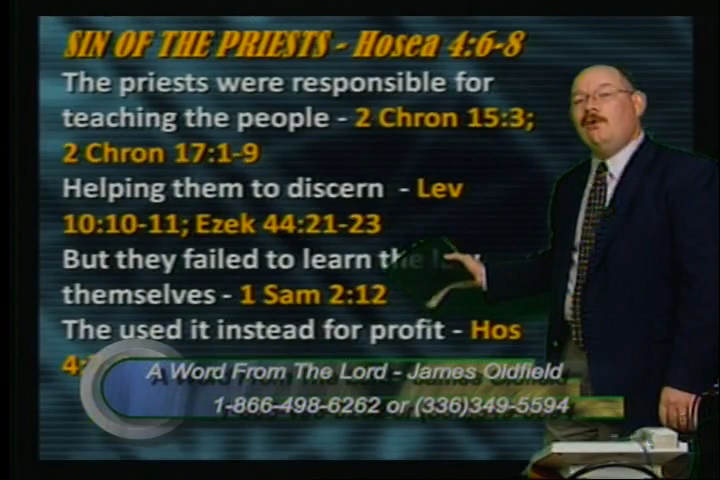 SIN OF THE PRIESTS - Hosea 4:6-8
The priests were responsible for
teaching the people - 2 Chron 15:3;
2 Chron 17:1-9
Helping them to discern - Lev
10:10-11; Ezek 44:21-23
But they failed to learn the
themselves - 1 Sam 2:12
The used it instead for profit - Hos
A Word From The Lord - James Oldfield
1-866-498-6262 or (336)349-5594